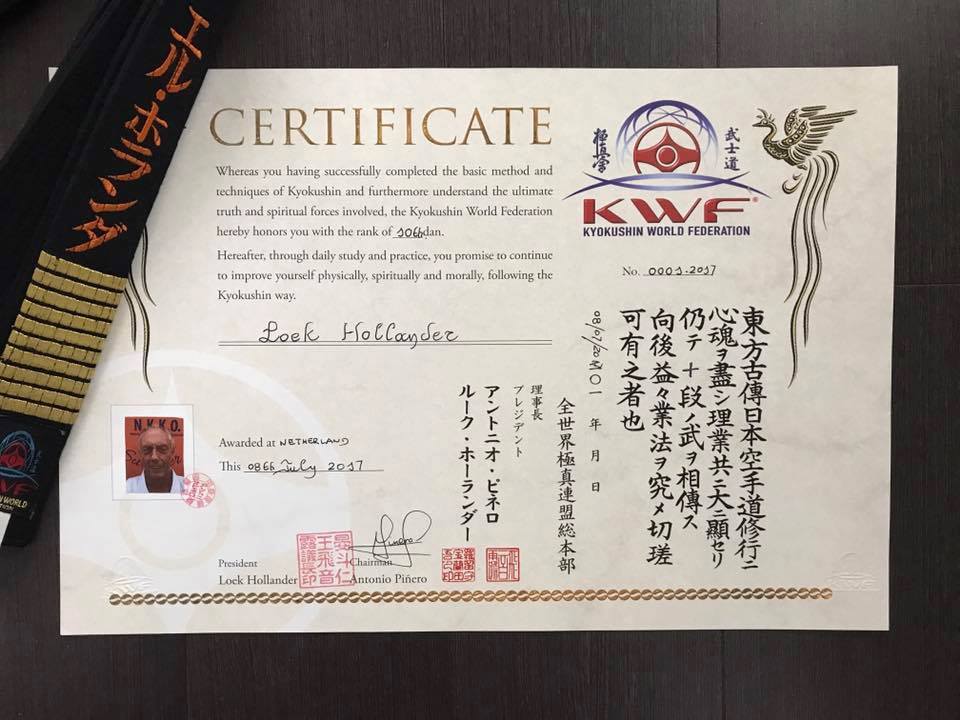 エル・ホランダ
CERTIFICATE
Whereas you having successfully completed the basic method and
techniques of Kyokushin and furthermore understand the ultimate
truth and spiritual forces involved, the Kyokushin World Federation
hereby honors you with the rank of 10th dan.
Hereafter, through daily study and practice, you promise to continue
to improve yourself physically, spiritually and morally, following the
Kyokushin way.
Loek Hollander
極真会
武士道
KWF®
KYOKUSHIN WORLD FEDERATION
No. 0001.2017
東方古傳日本空手道修行ニ
心魂ヲ盡シ理業共ニ大ニ顯セリ
仍テ十段ノ武ヲ相傳ス
向後益々業法ヲ究メ切瑳
可有之者也
08/07/2017
年 月 日
全世界極真連盟総本部
理事長
プレジデント
アントニオ・ピネロ
ルーク・ホーランダー
N.K.K.O.
Awarded at NETHERLAND
This 08th July 2017
President
Loek Hollander
Chairman
Antonio Piñero
WORLD